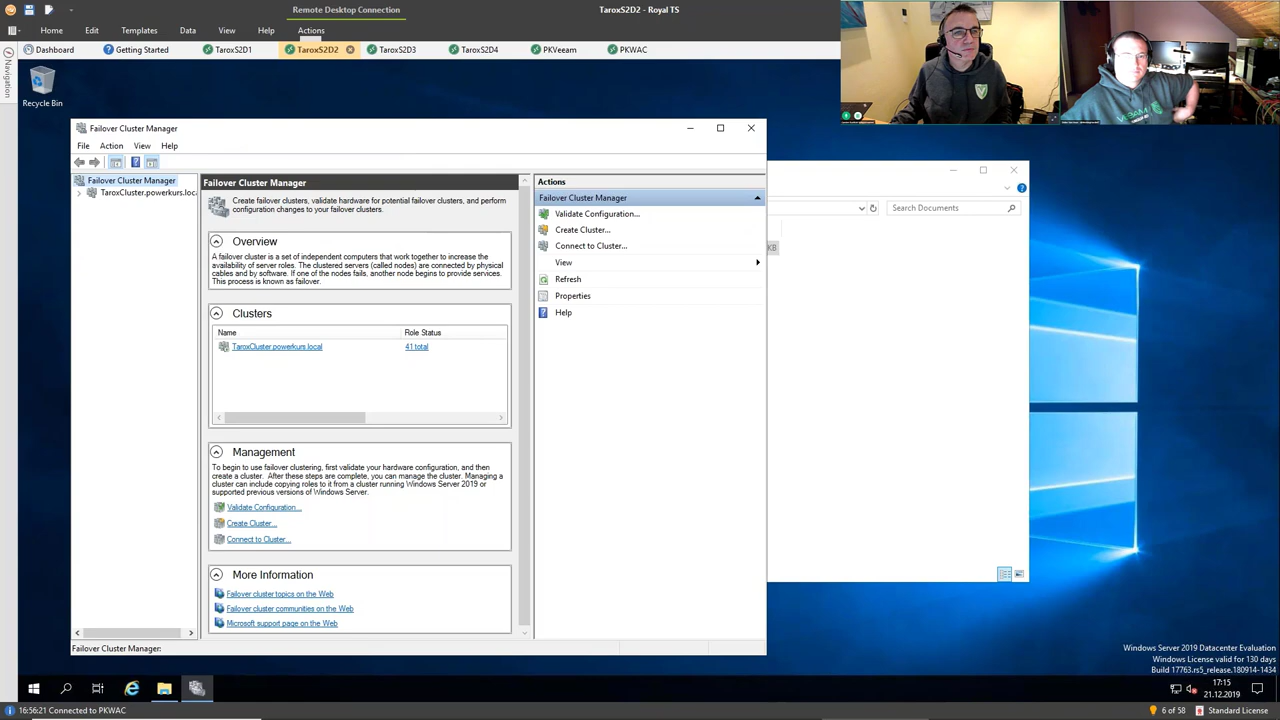 Remote Desktop Connection
TaroxS2D2 - Royal TS
Home Edit Templates Data View Help Actions
Dashboard Getting Started TaroxS2D1 TaroxS2D2 TaroxS2D3 TaroxS2D4 PKVeeam PKWAC
Navigation
Recycle Bin
Failover Cluster Manager
File Action View Help
Failover Cluster Manager
TaroxCluster.powerkurs.loc
Failover Cluster Manager
Create failover clusters, validate hardware for potential failover clusters, and perform
configuration changes to your failover clusters.
Overview
A failover cluster is a set of independent computers that work together to increase the
availability of server roles. The clustered servers (called nodes) are connected by physical
cables and by software. If one of the nodes fails, another node begins to provide services.
This process is known as failover.
Clusters
Name Role Status
TaroxCluster.powerkurs.local 41 total
Management
To begin to use failover clustering, first validate your hardware configuration, and then
create a cluster. After these steps are complete, you can manage the cluster. Managing a
cluster can include copying roles to it from a cluster running Windows Server 2019 or
supported previous versions of Windows Server.
Validate Configuration...
Create Cluster...
Connect to Cluster...
More Information
Failover cluster topics on the Web
Failover cluster communities on the Web
Microsoft support page on the Web
Actions
Failover Cluster Manager
Validate Configuration...
Create Cluster...
Connect to Cluster...
View
Refresh
Properties
Help
Failover Cluster Manager:
Search Documents
KB
Windows Server 2019 Datacenter Evaluation
Windows License valid for 130 days
Build 17763.rs5_release.180914-1434
17:15
21.12.2019
16:56:21 Connected to PKWAC
6 of 58 Standard License